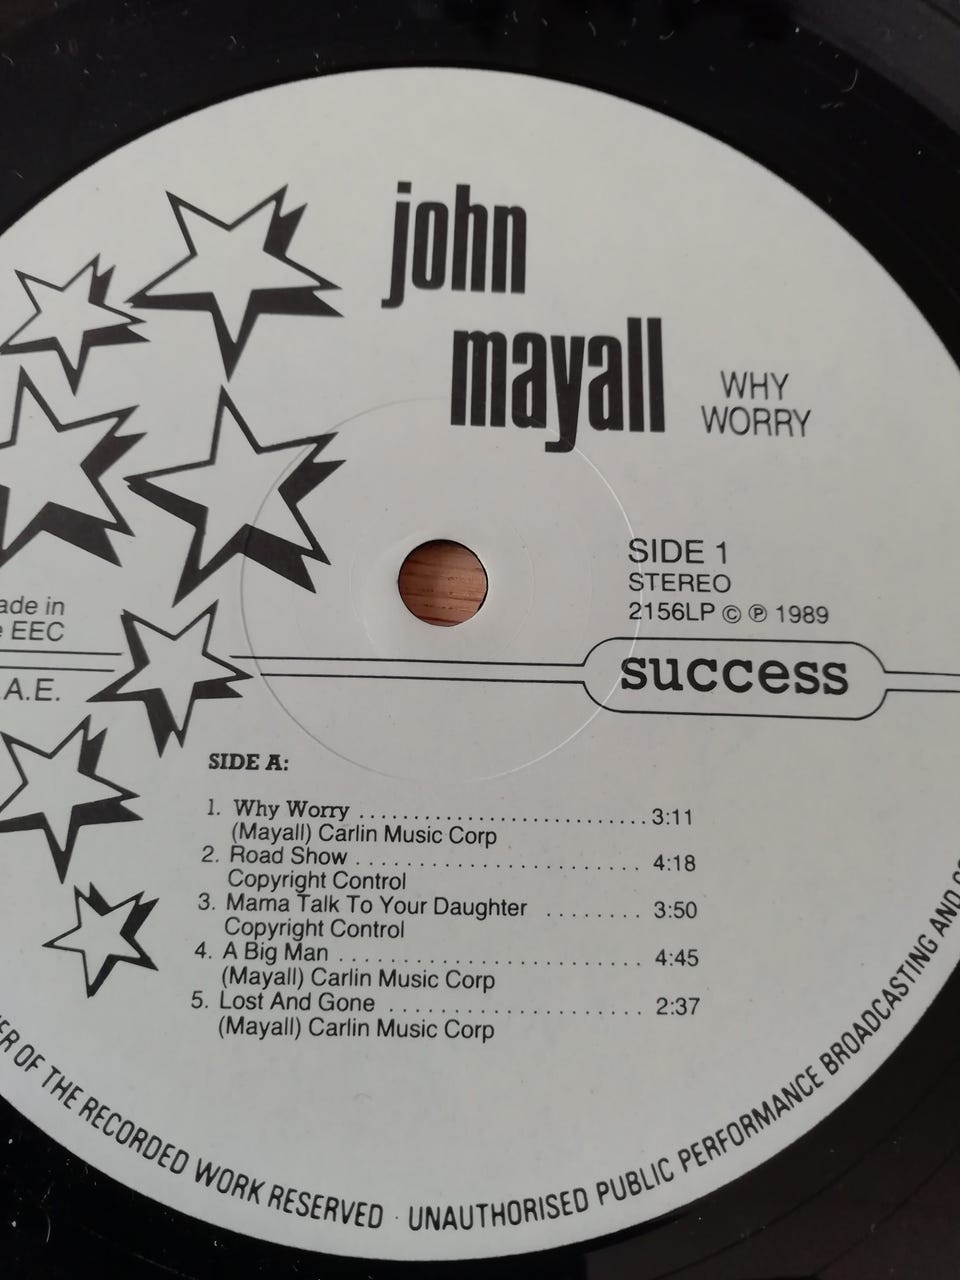 john
mayall
WHY
WORRY
SIDE 1
STEREO
2156LP © ℗ 1989
ade in
EEC
.A.E.
success
SIDE A:
1. Why Worry ............................ 3:11
(Mayall) Carlin Music Corp
2. Road Show ............................ 4:18
Copyright Control
3. Mama Talk To Your Daughter ........ 3:50
Copyright Control
4. A Big Man ............................ 4:45
(Mayall) Carlin Music Corp
5. Lost And Gone ..................... 2:37
(Mayall) Carlin Music Corp
ER OF THE RECORDED WORK RESERVED · UNAUTHORISED PUBLIC PERFORMANCE BROADCASTING AND